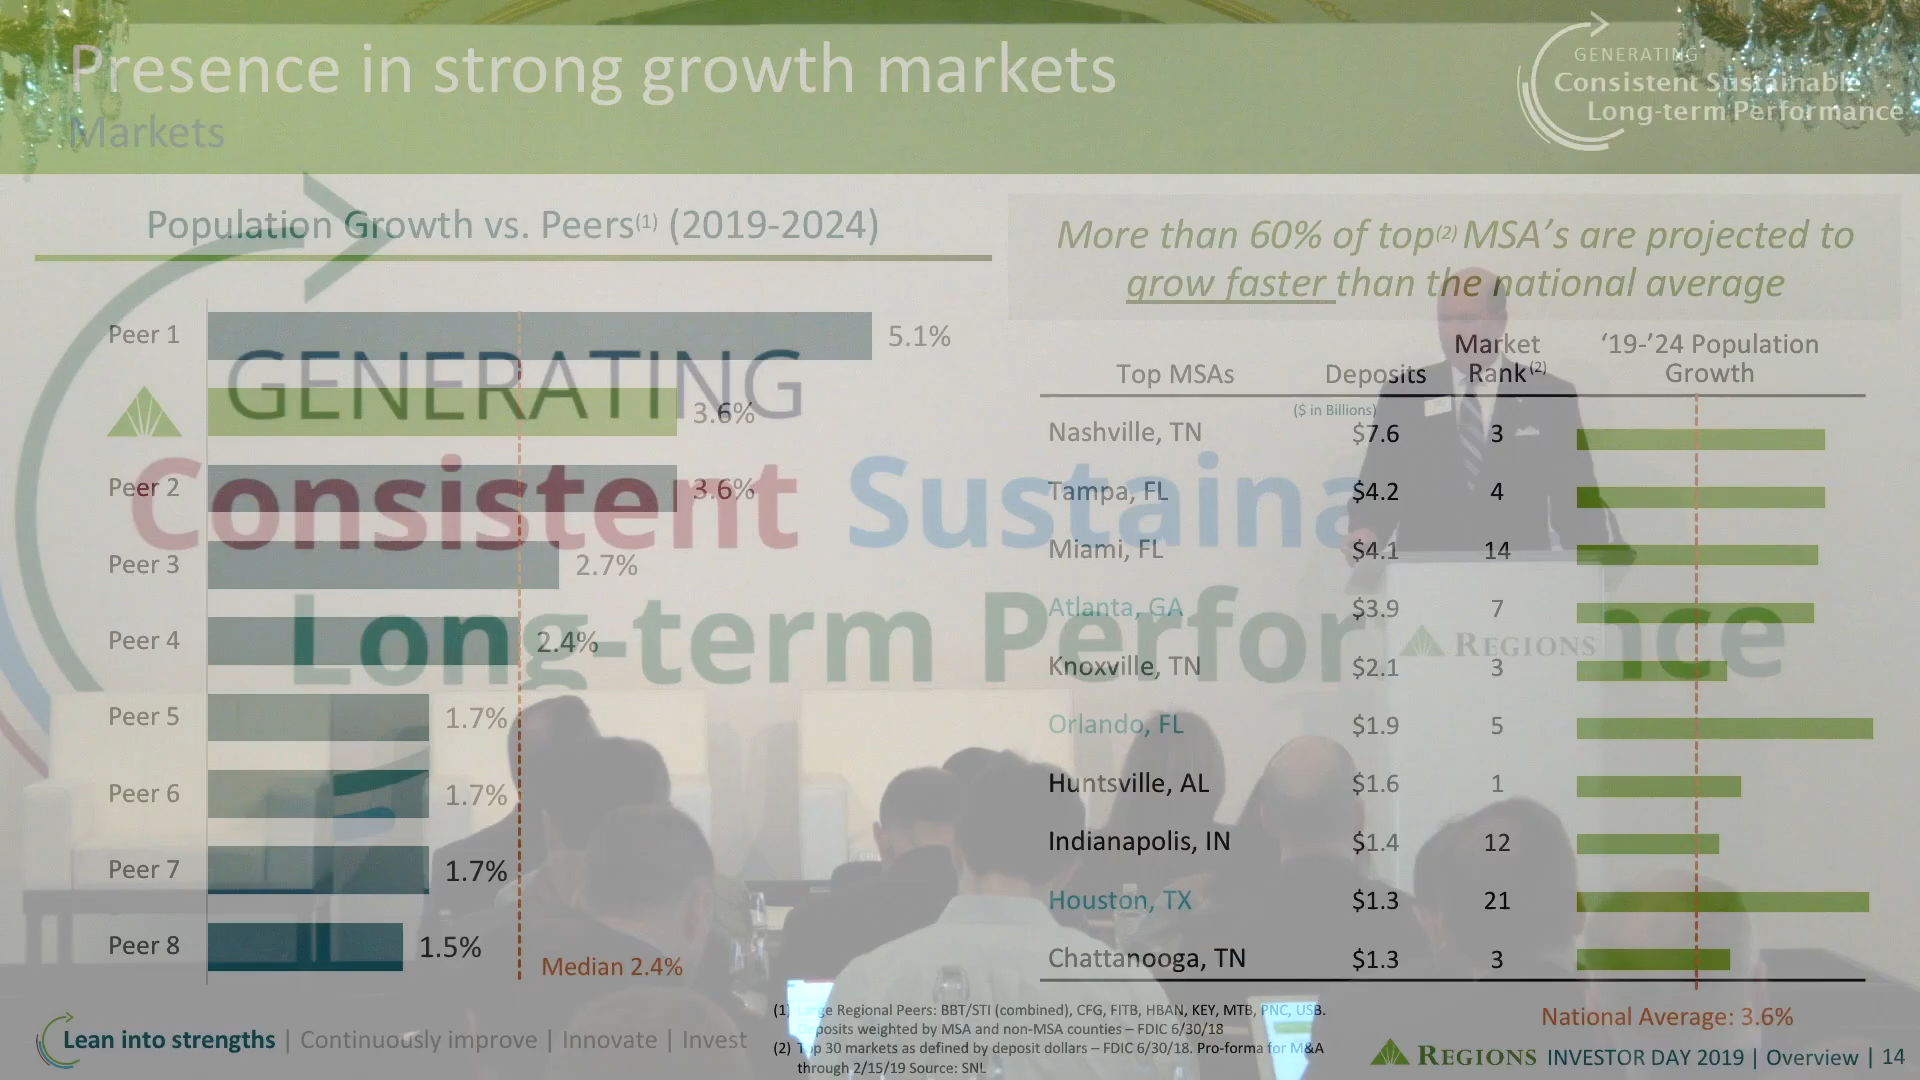 Presence in strong growth markets
Markets
GENERATING
Consistent Sustainable
Long-term Performance
Population Growth vs. Peers(1) (2019-2024)
Peer 1
5.1%
3.6%
Peer 2
3.6%
Peer 3
2.7%
Peer 4
2.4%
Peer 5
1.7%
Peer 6
1.7%
Peer 7
1.7%
Peer 8
1.5%
Median 2.4%
GENERATING
Consistent Sustaina
Long-term Perfor nce
REGIONS
More than 60% of top(2) MSA's are projected to
grow faster than the national average
Top MSAs Deposits Market Rank(2) '19-'24 Population Growth
($ in Billions)
Nashville, TN $7.6 3
Tampa, FL $4.2 4
Miami, FL $4.1 14
Atlanta, GA $3.9 7
Knoxville, TN $2.1 3
Orlando, FL $1.9 5
Huntsville, AL $1.6 1
Indianapolis, IN $1.4 12
Houston, TX $1.3 21
Chattanooga, TN $1.3 3
National Average: 3.6%
Lean into strengths | Continuously improve | Innovate | Invest
(1) Large Regional Peers: BBT/STI (combined), CFG, FITB, HBAN, KEY, MTB, PNC, USB.
Deposits weighted by MSA and non-MSA counties – FDIC 6/30/18
(2) Top 30 markets as defined by deposit dollars – FDIC 6/30/18. Pro-forma for M&A
through 2/15/19 Source: SNL
REGIONS INVESTOR DAY 2019 | Overview | 14